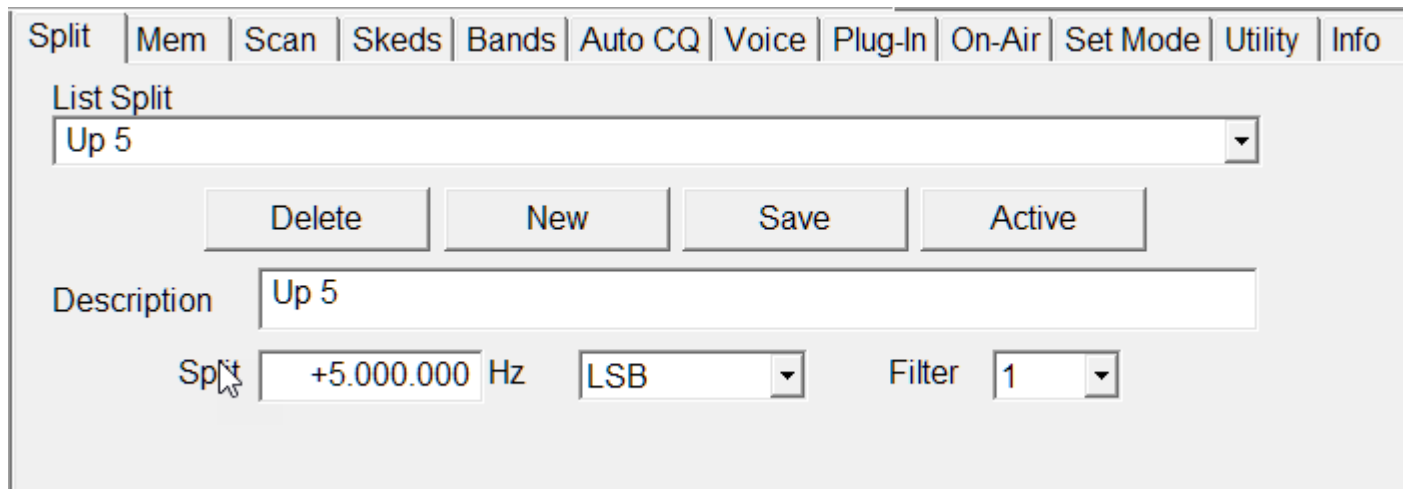 Split Mem Scan Skeds Bands Auto CQ Voice Plug-In On-Air Set Mode Utility Info
List Split
Up 5
Delete New Save Active
Description Up 5
Split +5.000.000 Hz LSB Filter 1